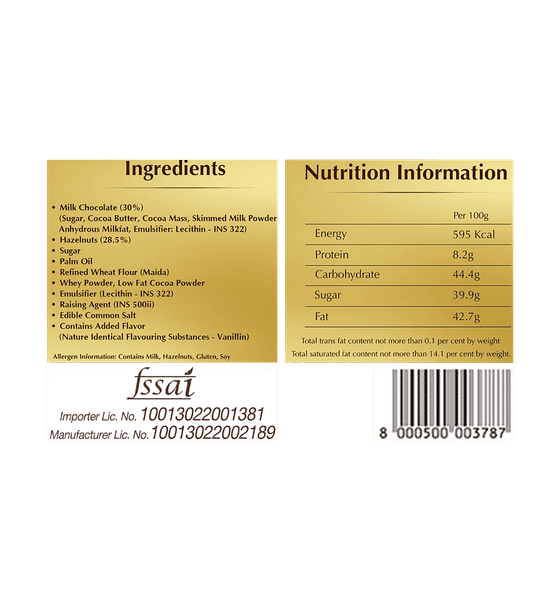 Ingredients
• Milk Chocolate (30%)
(Sugar, Cocoa Butter, Cocoa Mass, Skimmed Milk Powder
Anhydrous Milkfat, Emulsifier: Lecithin - INS 322)
• Hazelnuts (28.5%)
• Sugar
• Palm Oil
• Refined Wheat Flour (Maida)
• Whey Powder, Low Fat Cocoa Powder
• Emulsifier (Lecithin - INS 322)
• Raising Agent (INS 500ii)
• Edible Common Salt
• Contains Added Flavor
(Nature Identical Flavouring Substances - Vanillin)
Allergen Information: Contains Milk, Hazelnuts, Gluten, Soy
Nutrition Information
Per 100g
Energy 595 Kcal
Protein 8.2g
Carbohydrate 44.4g
Sugar 39.9g
Fat 42.7g
Total trans fat content not more than 0.1 per cent by weight
Total saturated fat content not more than 14.1 per cent by weight.
fssai
Importer Lic. No. 10013022001381
Manufacturer Lic. No. 10013022002189
8 000500 003787